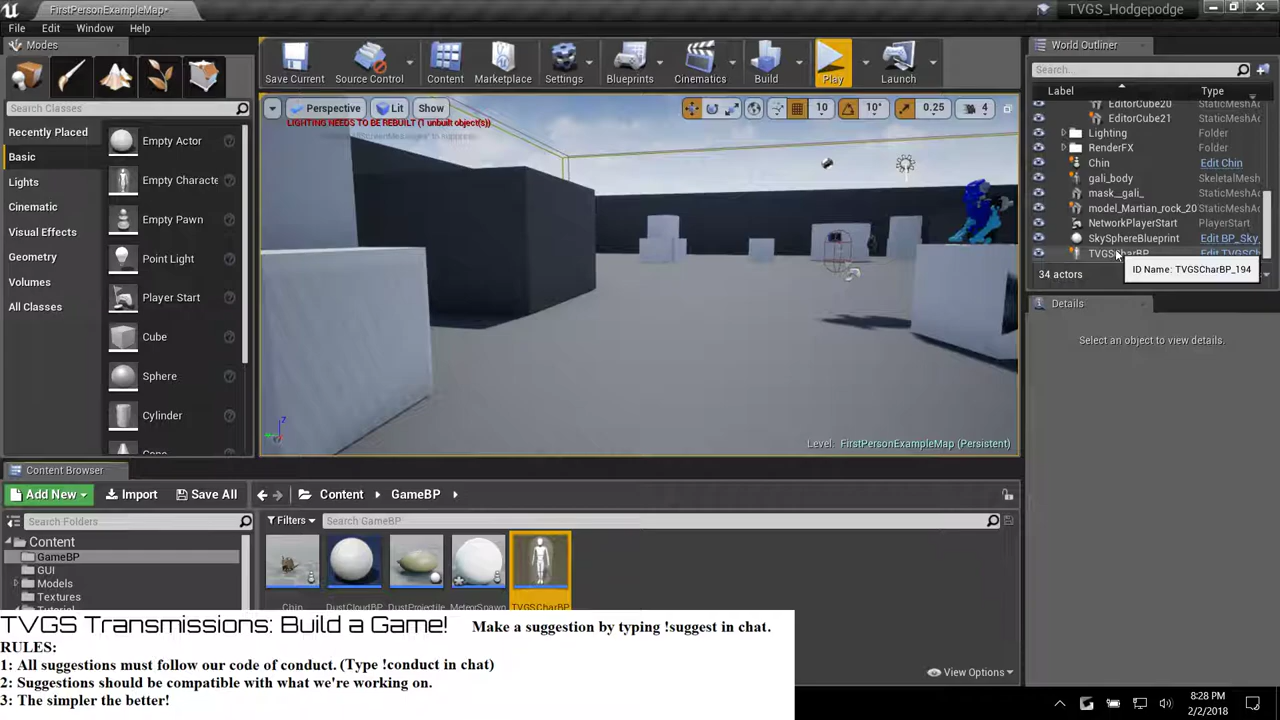 FirstPersonExampleMap*
TVGS_Hodgepodge
File Edit Window Help
Modes
Search Classes
Recently Placed
Basic
Lights
Cinematic
Visual Effects
Geometry
Volumes
All Classes
Empty Actor
Empty Characte
Empty Pawn
Point Light
Player Start
Cube
Sphere
Cylinder
Save Current
Source Control
Content
Marketplace
Settings
Blueprints
Cinematics
Build
Play
Launch
Perspective Lit Show
10 10° 0.25 4
LIGHTING NEEDS TO BE REBUILT (1 unbuilt object(s))
Level: FirstPersonExampleMap (Persistent)
World Outliner
Search...
Label Type
EditorCube20 StaticMeshAc
EditorCube21 StaticMeshAc
Lighting Folder
RenderFX Folder
Chin Edit Chin
gali_body SkeletalMesh
mask__gali_ StaticMeshAc
model_Martian_rock_20 StaticMeshAc
NetworkPlayerStart PlayerStart
SkySphereBlueprint Edit BP_Sky_
TVGSCharBP Edit TVGSCh
ID Name: TVGSCharBP_194
34 actors
Details
Select an object to view details.
Content Browser
Add New Import Save All
Content GameBP
Search Folders
Filters Search GameBP
Content
GameBP
GUI
Models
Textures
Tutorial
Chin
DustCloudBP
DustProjectile
MeteorSpawn
TVGSCharBP
View Options
TVGS Transmissions: Build a Game! Make a suggestion by typing !suggest in chat.
RULES:
1: All suggestions must follow our code of conduct. (Type !conduct in chat)
2: Suggestions should be compatible with what we're working on.
3: The simpler the better!
8:28 PM
2/2/2018